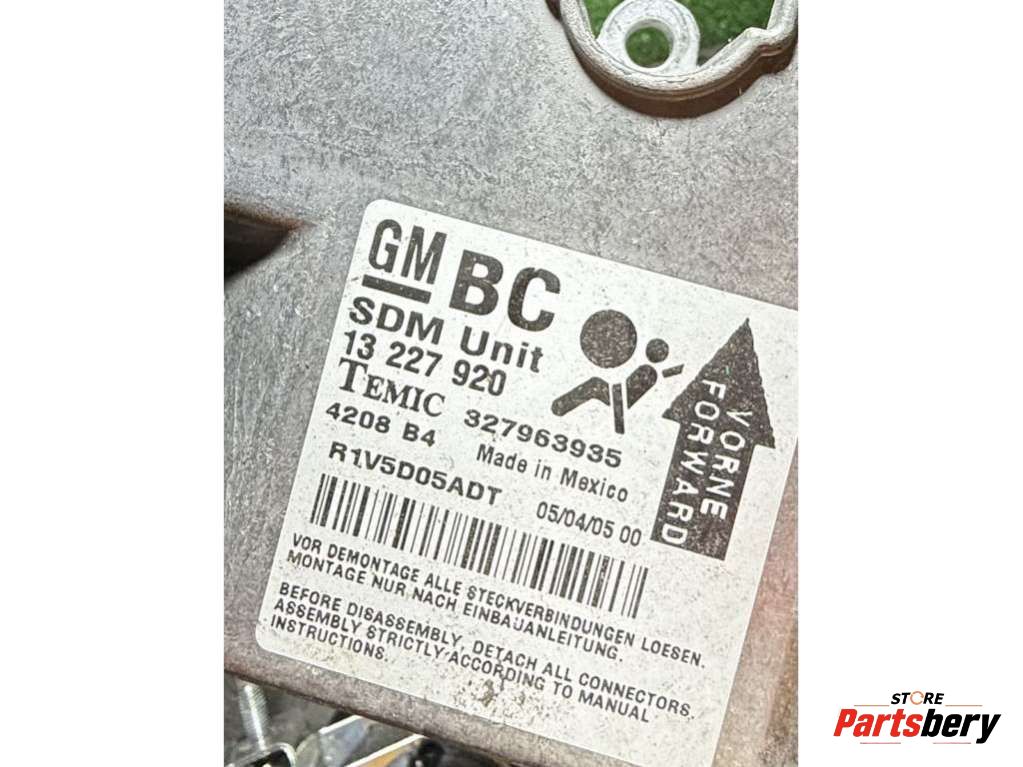 GM BC
SDM Unit
13 227 920
TEMIC 327963935
4208 B4 Made in Mexico
R1V5D05ADT 05/04/05 00
VORNE
FORWARD
VOR DEMONTAGE ALLE STECKVERBINDUNGEN LOESEN.
MONTAGE NUR NACH EINBAUANLEITUNG.
BEFORE DISASSEMBLY, DETACH ALL CONNECTORS.
ASSEMBLY STRICTLY ACCORDING TO MANUAL
INSTRUCTIONS.
STORE
Partsbery